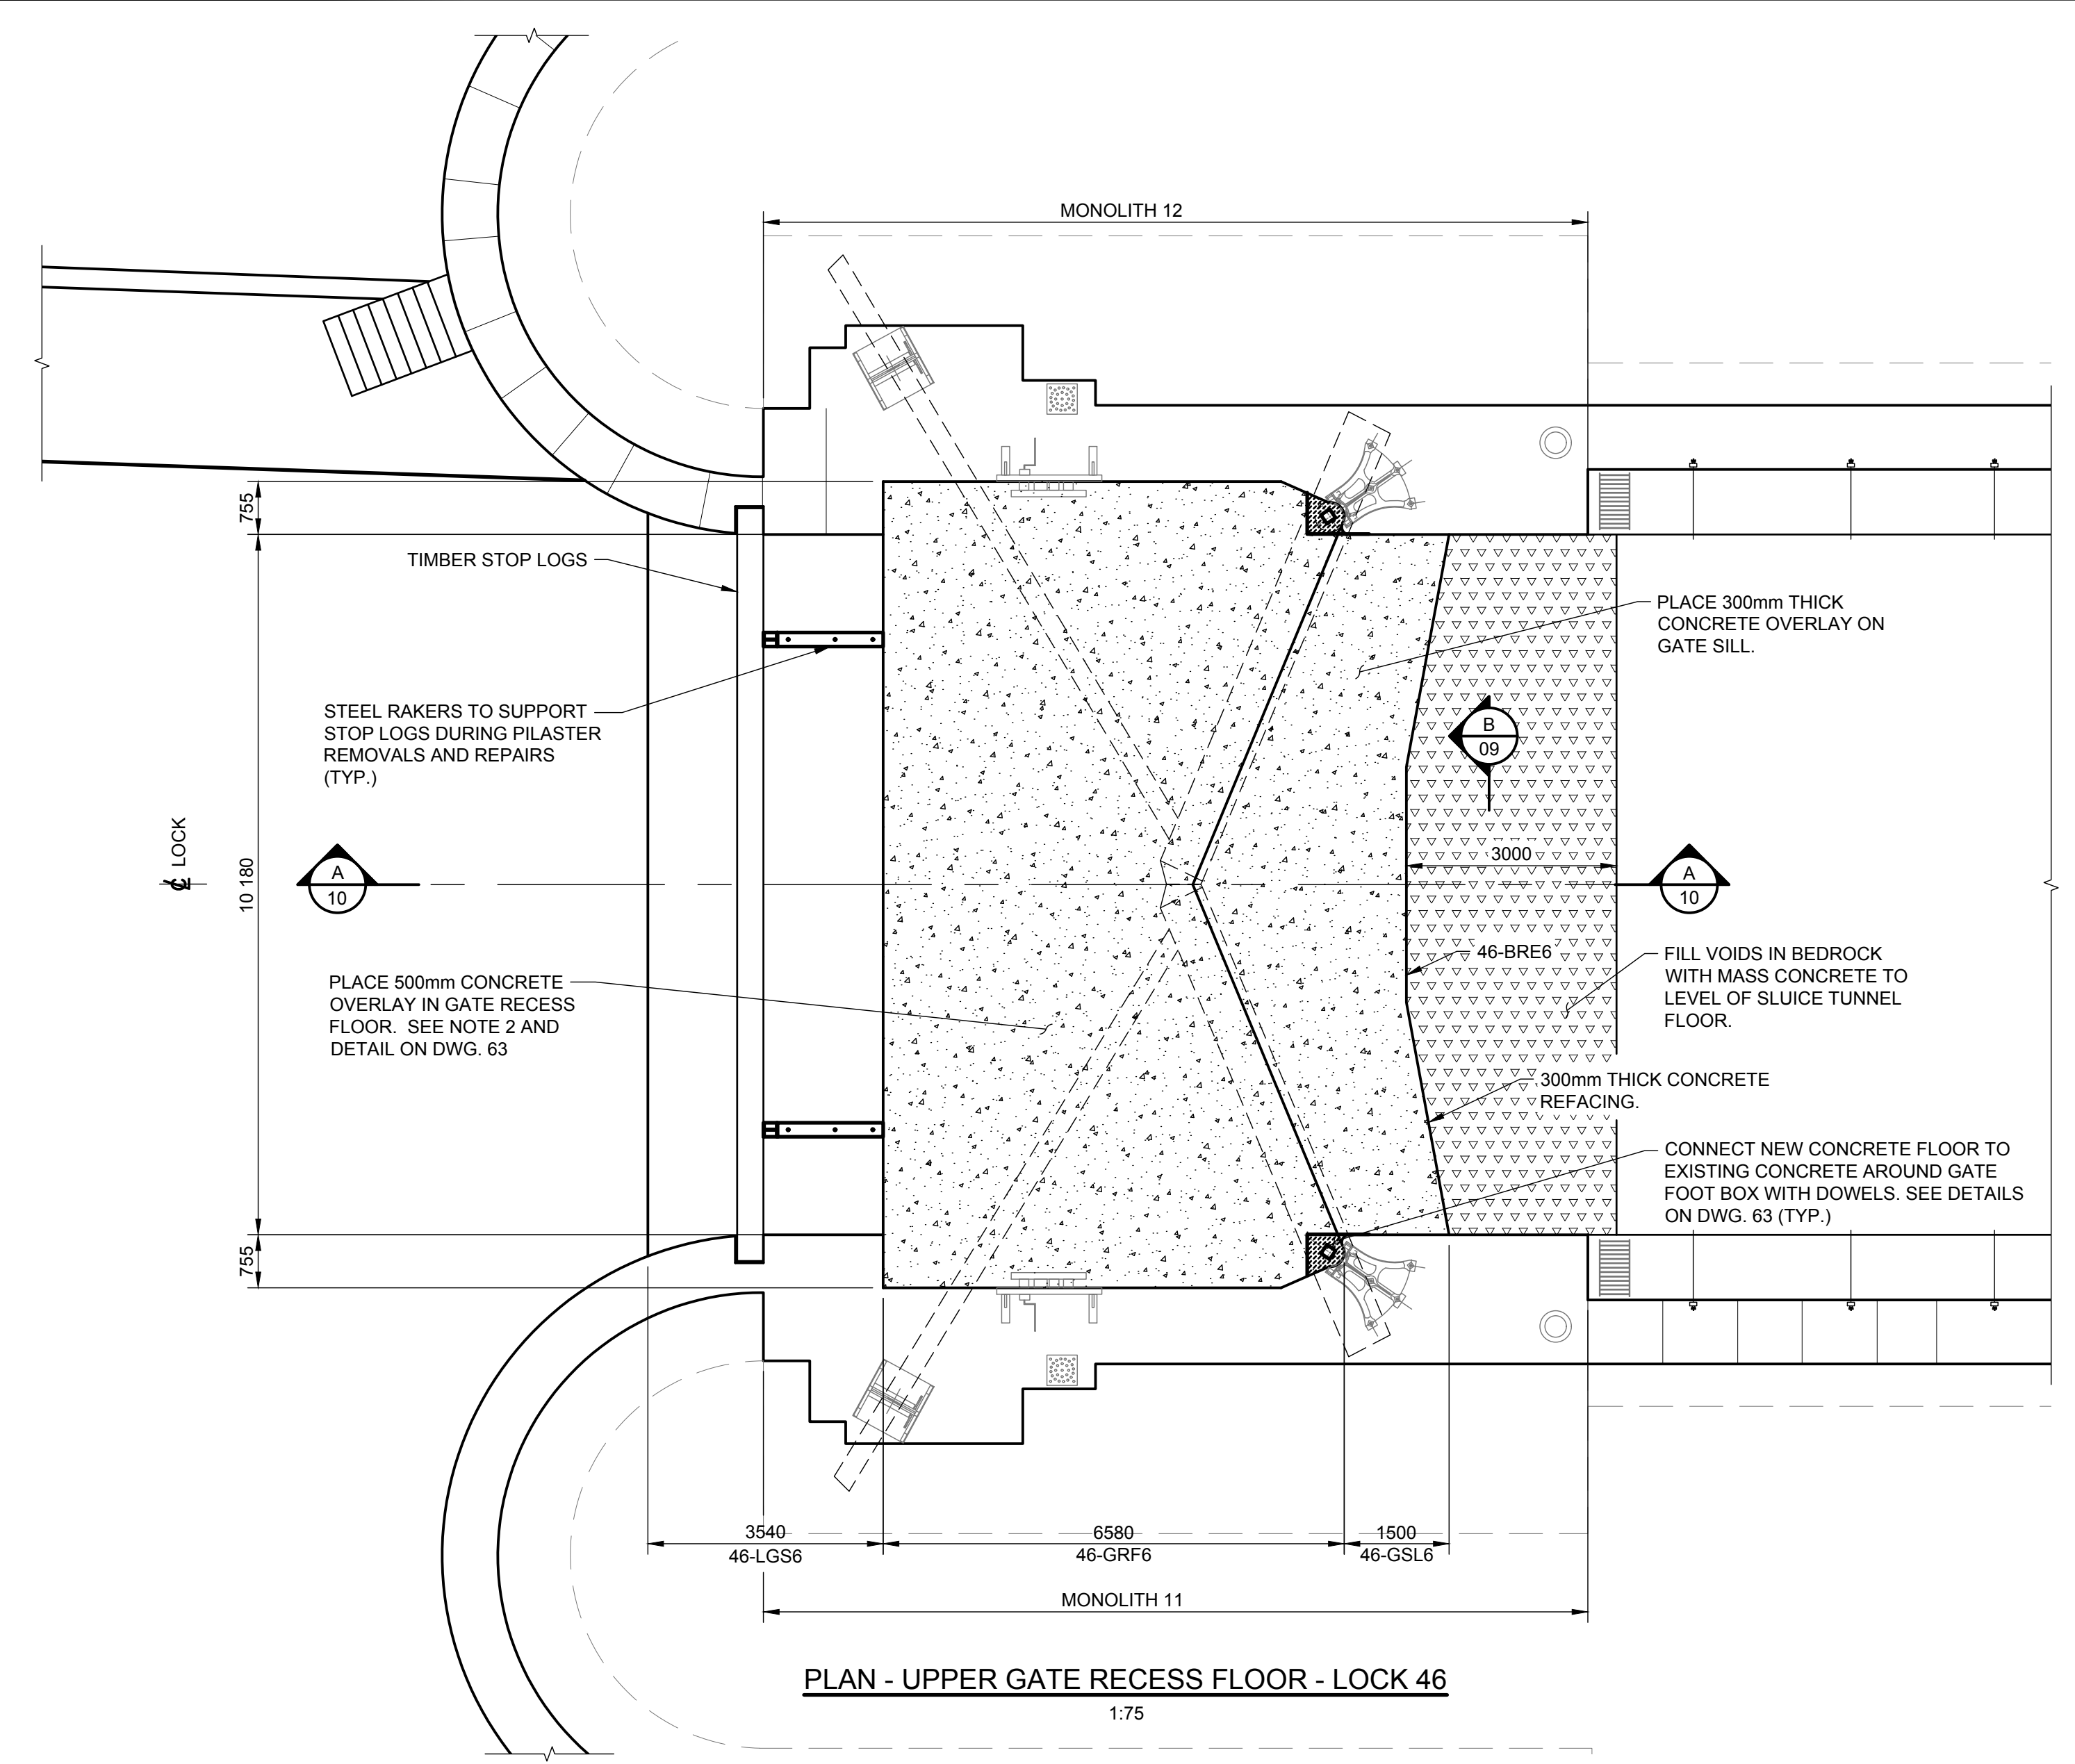 MONOLITH 12
755
TIMBER STOP LOGS
PLACE 300mm THICK
CONCRETE OVERLAY ON
GATE SILL.
STEEL RAKERS TO SUPPORT
STOP LOGS DURING PILASTER
REMOVALS AND REPAIRS
(TYP.)
B
09
℄ LOCK
10 180
A
10
3000
A
10
46-BRE6
FILL VOIDS IN BEDROCK
WITH MASS CONCRETE TO
LEVEL OF SLUICE TUNNEL
FLOOR.
PLACE 500mm CONCRETE
OVERLAY IN GATE RECESS
FLOOR. SEE NOTE 2 AND
DETAIL ON DWG. 63
300mm THICK CONCRETE
REFACING.
CONNECT NEW CONCRETE FLOOR TO
EXISTING CONCRETE AROUND GATE
FOOT BOX WITH DOWELS. SEE DETAILS
ON DWG. 63 (TYP.)
755
3540
46-LGS6
6580
46-GRF6
1500
46-GSL6
MONOLITH 11
PLAN - UPPER GATE RECESS FLOOR - LOCK 46
1:75